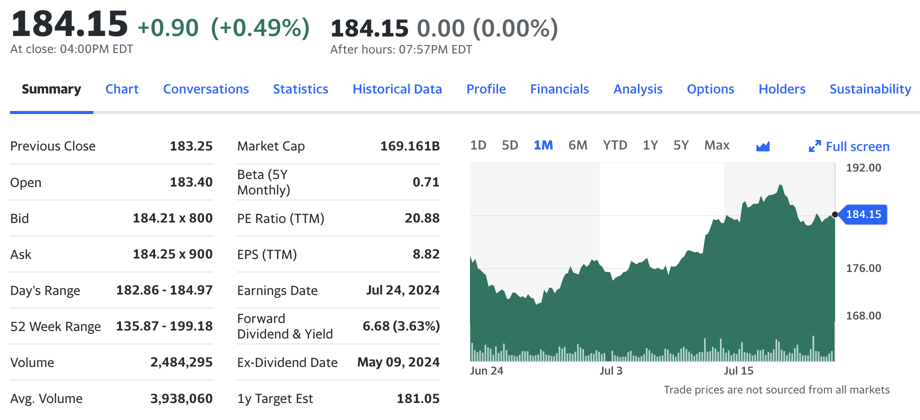 184.15 +0.90 (+0.49%) 184.15 0.00 (0.00%)
At close: 04:00PM EDT After hours: 07:57PM EDT
Summary Chart Conversations Statistics Historical Data Profile Financials Analysis Options Holders Sustainability
Previous Close 183.25
Open 183.40
Bid 184.21 x 800
Ask 184.25 x 900
Day's Range 182.86 - 184.97
52 Week Range 135.87 - 199.18
Volume 2,484,295
Avg. Volume 3,938,060
Market Cap 169.161B
Beta (5Y
Monthly) 0.71
PE Ratio (TTM) 20.88
EPS (TTM) 8.82
Earnings Date Jul 24, 2024
Forward
Dividend & Yield 6.68 (3.63%)
Ex-Dividend Date May 09, 2024
1y Target Est 181.05
1D 5D 1M 6M YTD 1Y 5Y Max Full screen
192.00
184.15
176.00
168.00
Jun 24 Jul 3 Jul 15
Trade prices are not sourced from all markets